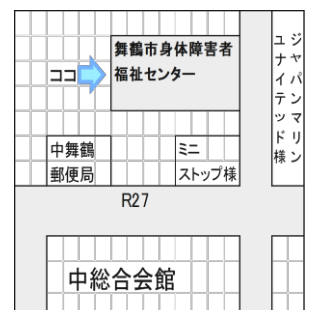 舞鶴市身体障害者
福祉センター
ココ
ジャパンマリン
ユナイテッド様
中舞鶴
郵便局
ミニ
ストップ様
R27
中総合会館